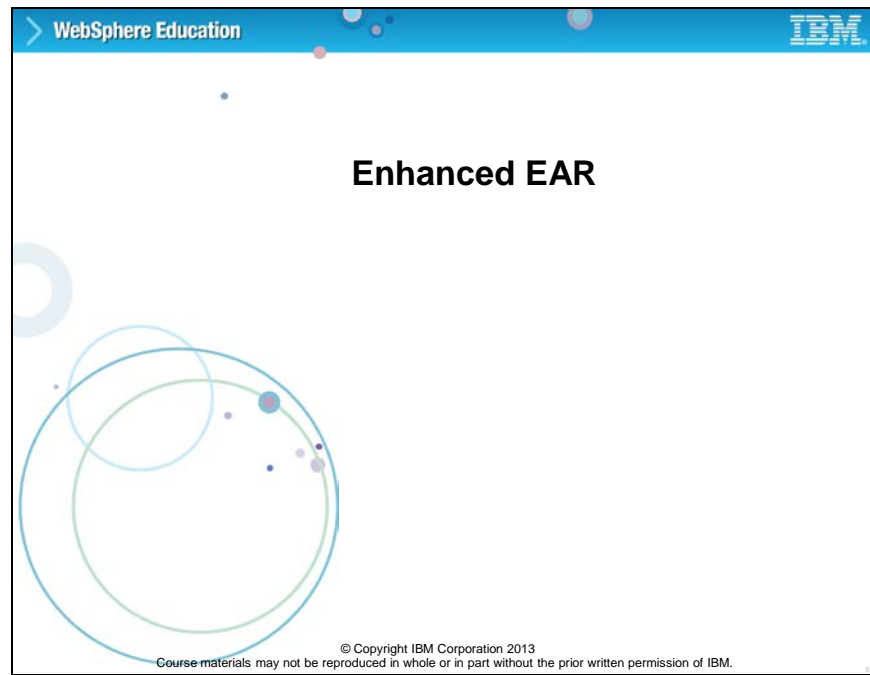 WebSphere Education
IBM.
Enhanced EAR
© Copyright IBM Corporation 2013
Course materials may not be reproduced in whole or in part without the prior written permission of IBM.